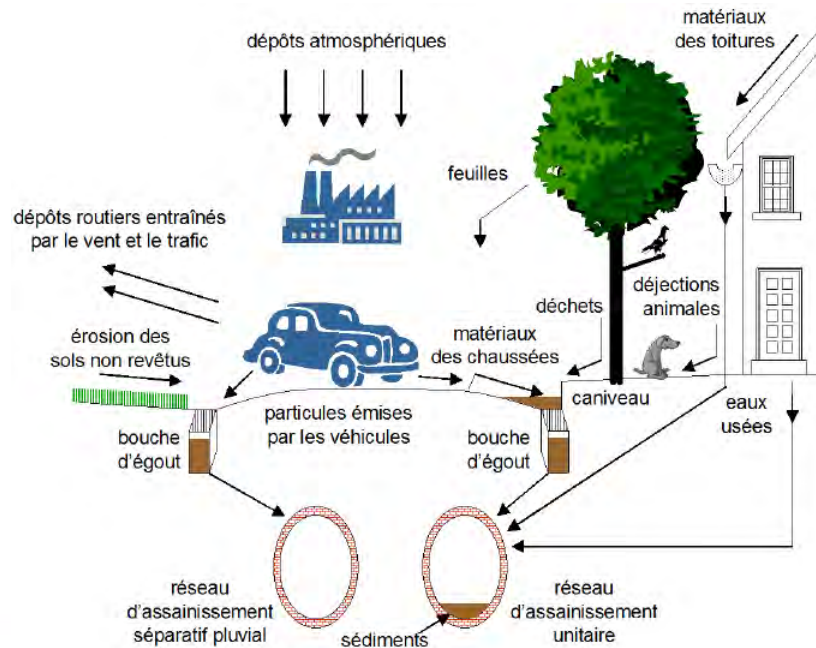 matériaux
des toitures
dépôts atmosphériques
feuilles
dépôts routiers entraînés
par le vent et le trafic
déchets
déjections
animales
érosion des
sols non revêtus
matériaux
des chaussées
particules émises
par les véhicules
caniveau
eaux
usées
bouche
d'égout
bouche
d'égout
réseau
d'assainissement
séparatif pluvial
sédiments
réseau
d'assainissement
unitaire